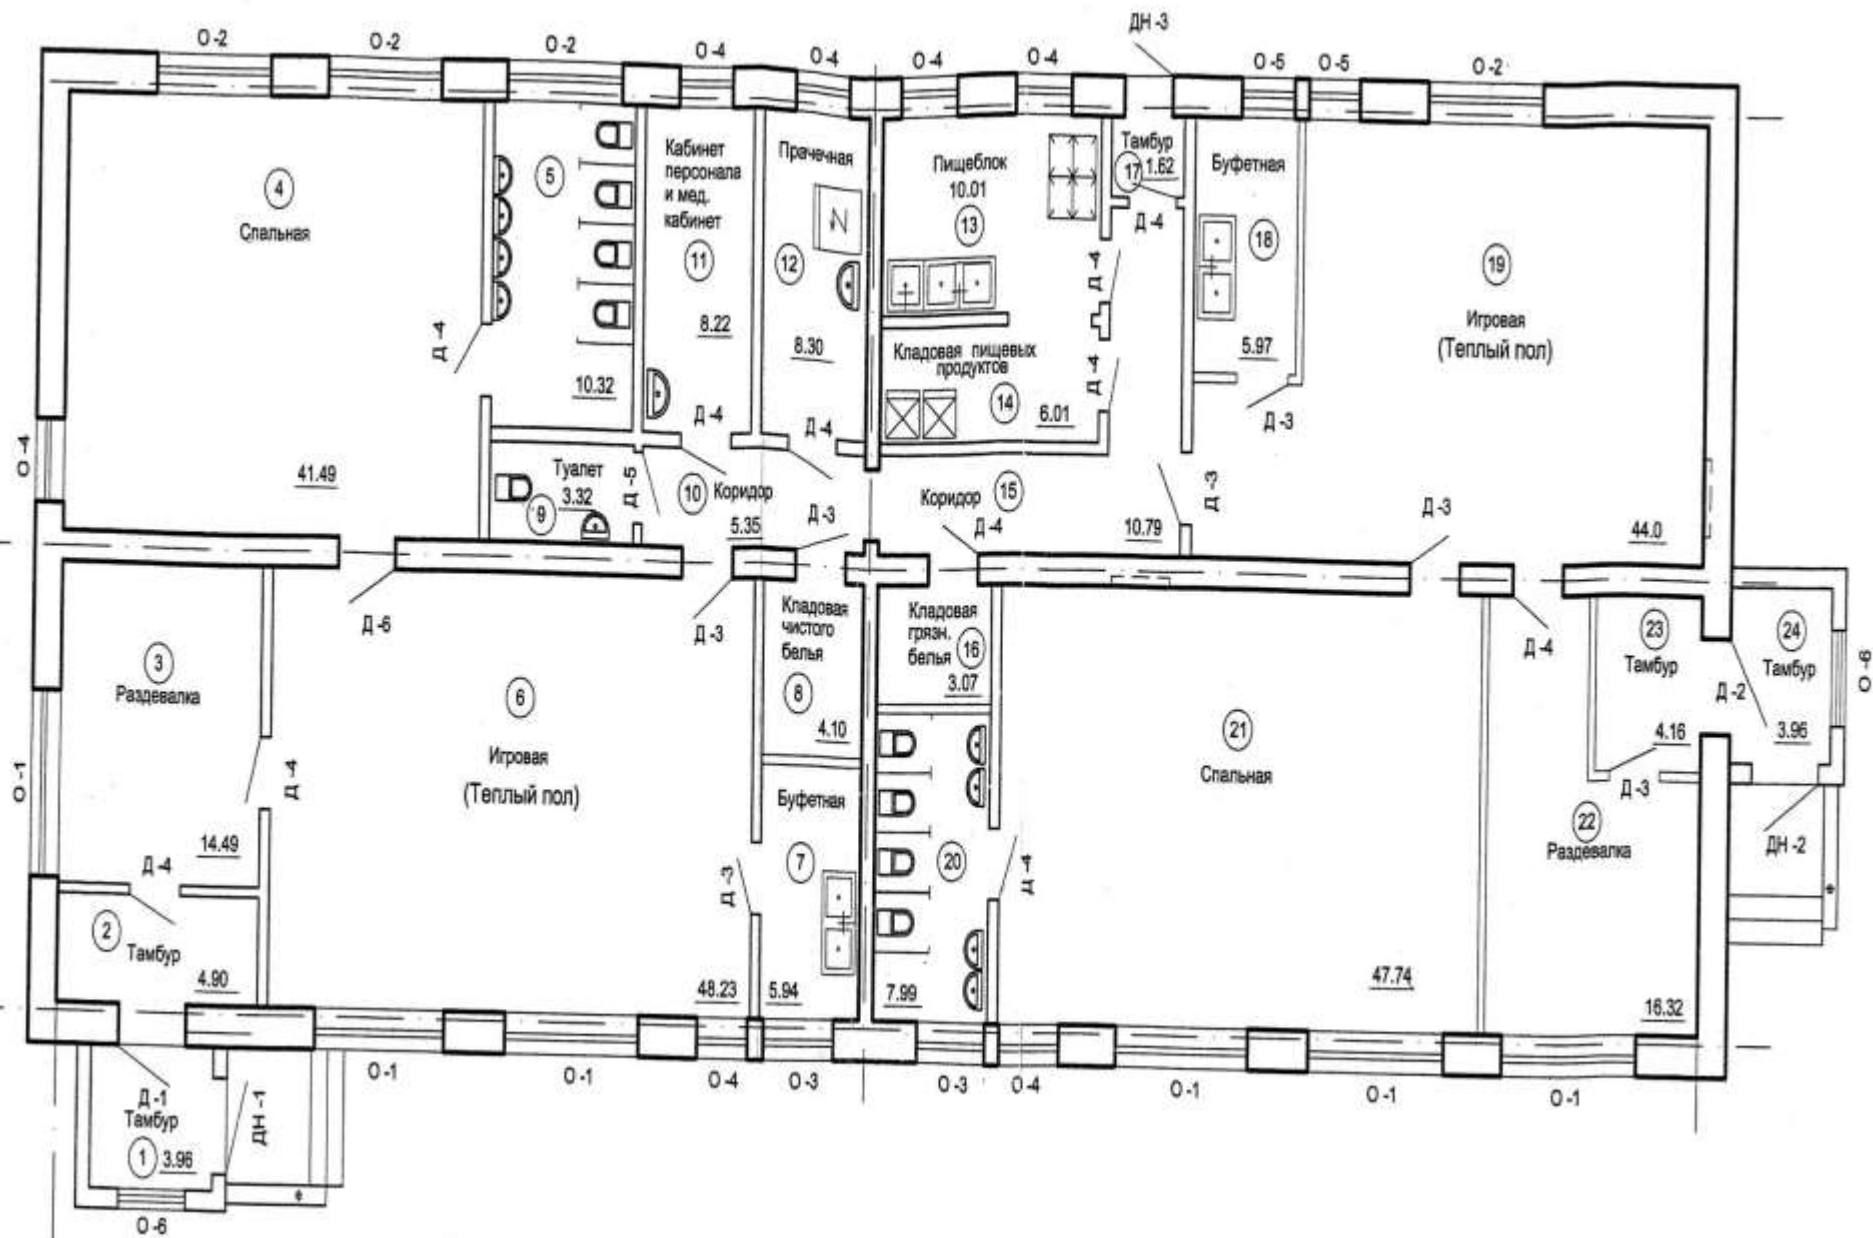 О-2
О-2
О-2
О-4
О-4
О-4
О-4
ДН-3
О-5
О-5
О-2
4
Спальная
41.49
Д-4
О-4
5
10.32
Кабинет
персонала
и мед.
кабинет
11
8.22
Д-4
Прачечная
12
8.30
Д-4
Пищеблок
10.01
13
Д-4
Кладовая пищевых
продуктов
14
6.01
Д-4
Тамбур
17
1.62
Д-4
Буфетная
18
5.97
Д-3
19
Игровая
(Теплый пол)
44.0
Туалет
3.32
9
Д-5
10
Коридор
5.35
Д-3
Коридор
15
Д-4
10.79
Д-3
Д-3
Д-6
Д-3
3
Раздевалка
14.49
Д-4
Д-4
О-1
6
Игровая
(Теплый пол)
48.23
Кладовая
чистого
белья
8
4.10
Буфетная
7
Д-3
5.94
Кладовая
грязн.
белья
16
3.07
20
7.99
Д-4
21
Спальная
47.74
Д-4
23
Тамбур
4.16
Д-2
24
Тамбур
3.96
О-6
Д-3
22
Раздевалка
16.32
ДН-2
2
Тамбур
4.90
О-1
О-1
О-4
О-3
О-3
О-4
О-1
О-1
О-1
Д-1
Тамбур
1
3.96
ДН-1
О-6